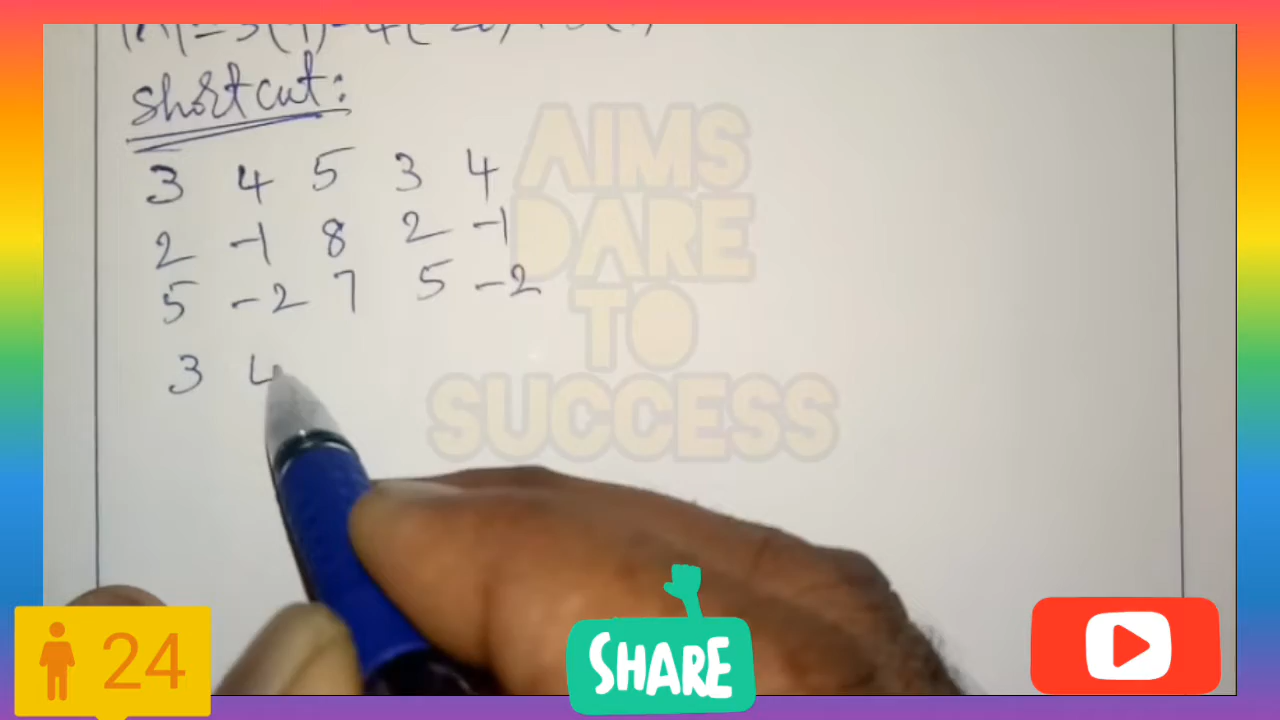 Shortcut:
3 4 5 3 4
2 -1 8 2 -1
5 -2 7 5 -2
3 4
AIMS
DARE
TO
SUCCESS
24
SHARE